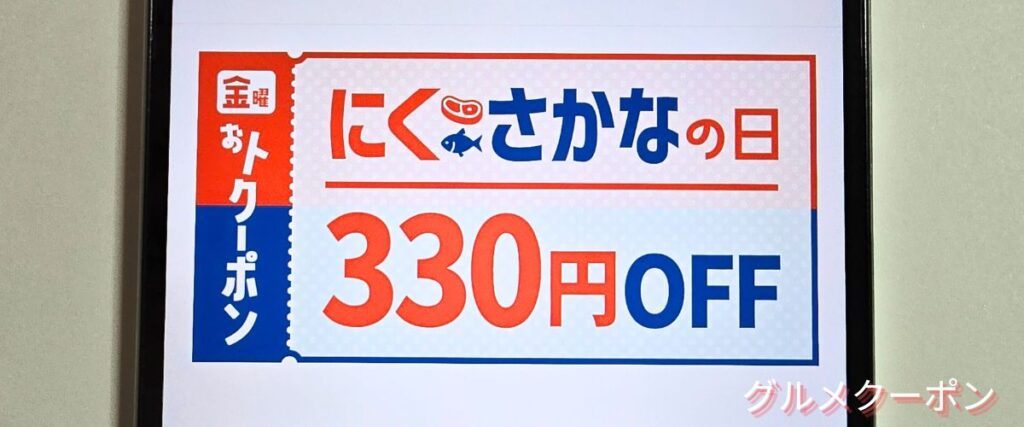 金曜
おトクーポン
にくさかなの日
330円OFF
グルメクーポン